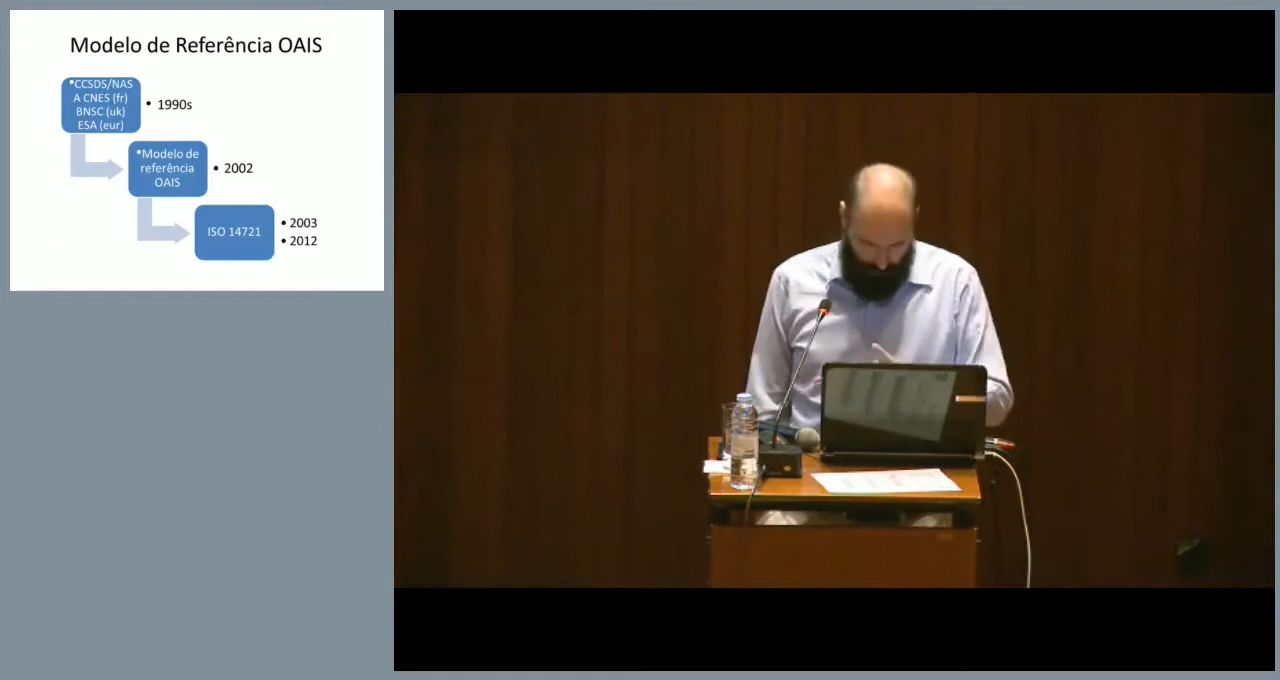 Modelo de Referência OAIS
•CCSDS/NAS
A CNES (fr)
BNSC (uk)
ESA (eur)
• 1990s
•Modelo de
referência
OAIS
• 2002
ISO 14721
• 2003
• 2012